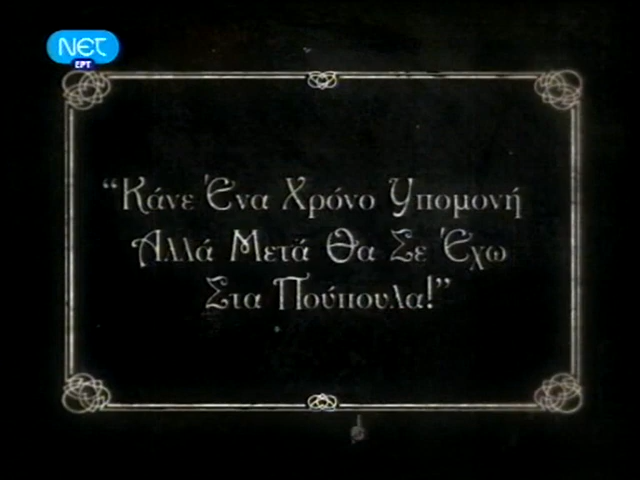 NET
ΕΡΤ
“Κάνε Ένα Χρόνο Υπομονή
Αλλά Μετά Θα Σε Έχω
Στα Πούπουλα!”